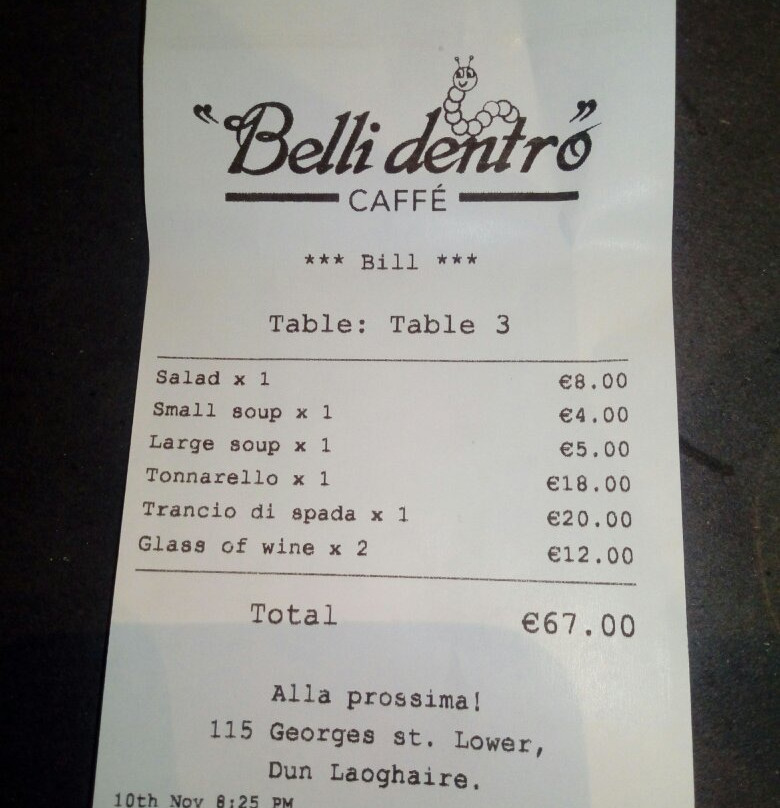 "Belli dentro"
CAFFÉ
*** Bill ***
Table: Table 3
Salad x 1 €8.00
Small soup x 1 €4.00
Large soup x 1 €5.00
Tonnarello x 1 €18.00
Trancio di spada x 1 €20.00
Glass of wine x 2 €12.00
Total €67.00
Alla prossima!
115 Georges st. Lower,
Dun Laoghaire.
10th Nov 8:25 PM